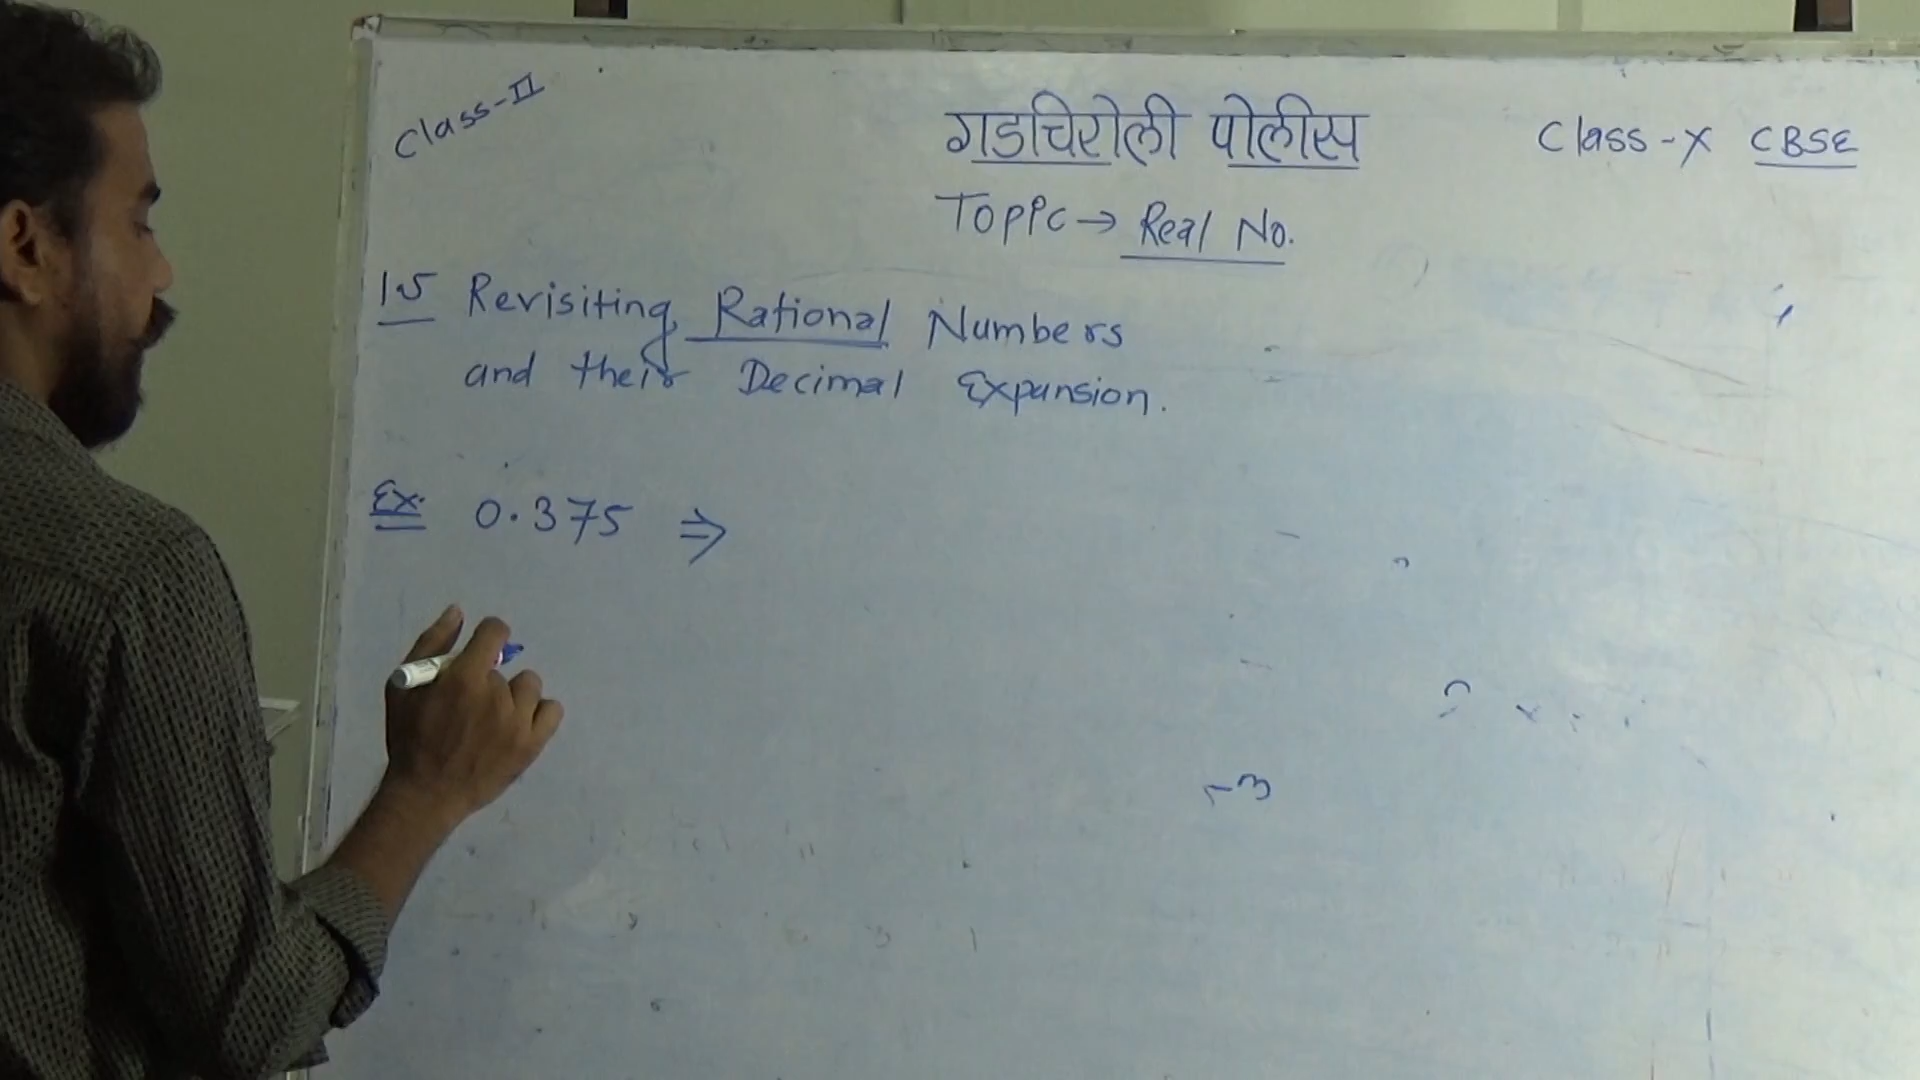 Class-II
गडचिरोली पोलीस
Class-X CBSE
Topic → Real No.
1.5 Revisiting Rational Numbers
and their Decimal Expansion.
Ex. 0.375 ⇒